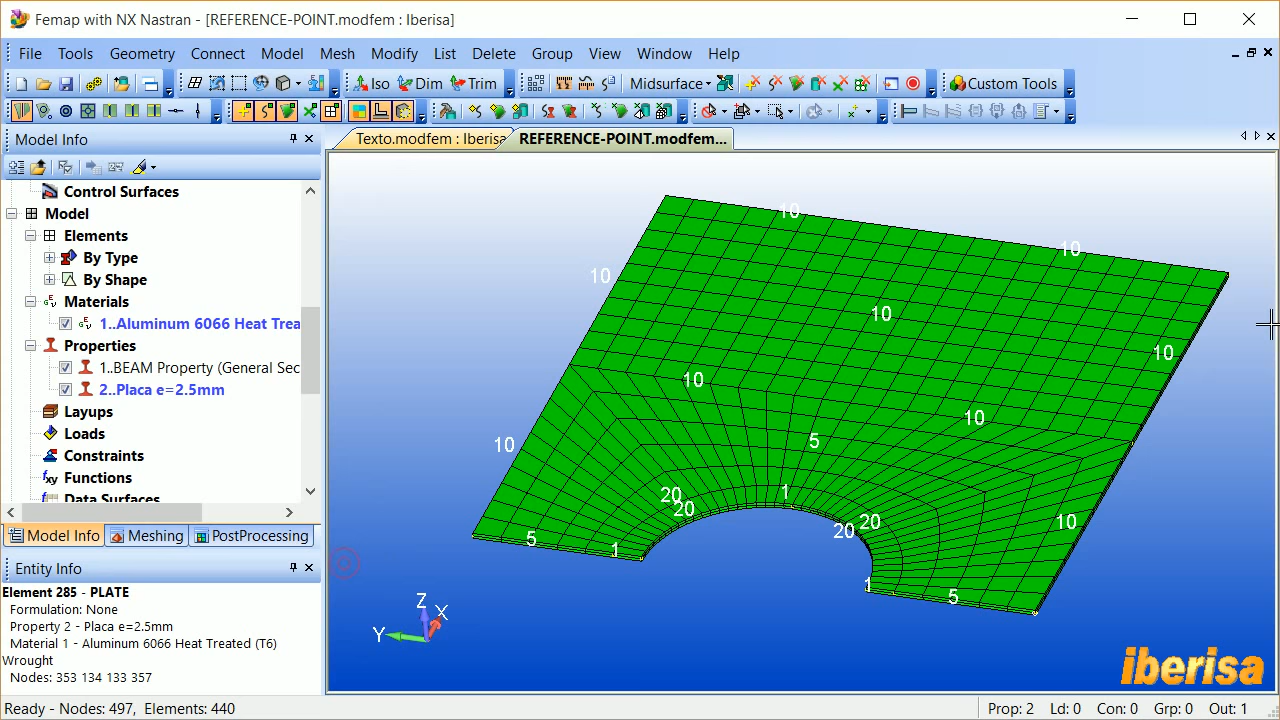 Femap with NX Nastran - [REFERENCE-POINT.modfem : Iberisa]
File Tools Geometry Connect Model Mesh Modify List Delete Group View Window Help
Iso Dim Trim Midsurface Custom Tools
Model Info
Texto.modfem : Iberisa
REFERENCE-POINT.modfem...
Control Surfaces
Model
Elements
By Type
By Shape
Materials
1..Aluminum 6066 Heat Trea
Properties
1..BEAM Property (General Sec
2..Placa e=2.5mm
Layups
Loads
Constraints
Functions
Data Surfaces
Model Info Meshing PostProcessing
Entity Info
Element 285 - PLATE
Formulation: None
Property 2 - Placa e=2.5mm
Material 1 - Aluminum 6066 Heat Treated (T6)
Wrought
Nodes: 353 134 133 357
10
10
10
10
10
10
10
10
5
10
20
20
1
20
20
10
5
1
1
5
Z
X
Y
iberisa
Ready - Nodes: 497, Elements: 440
Prop: 2 Ld: 0 Con: 0 Grp: 0 Out: 1